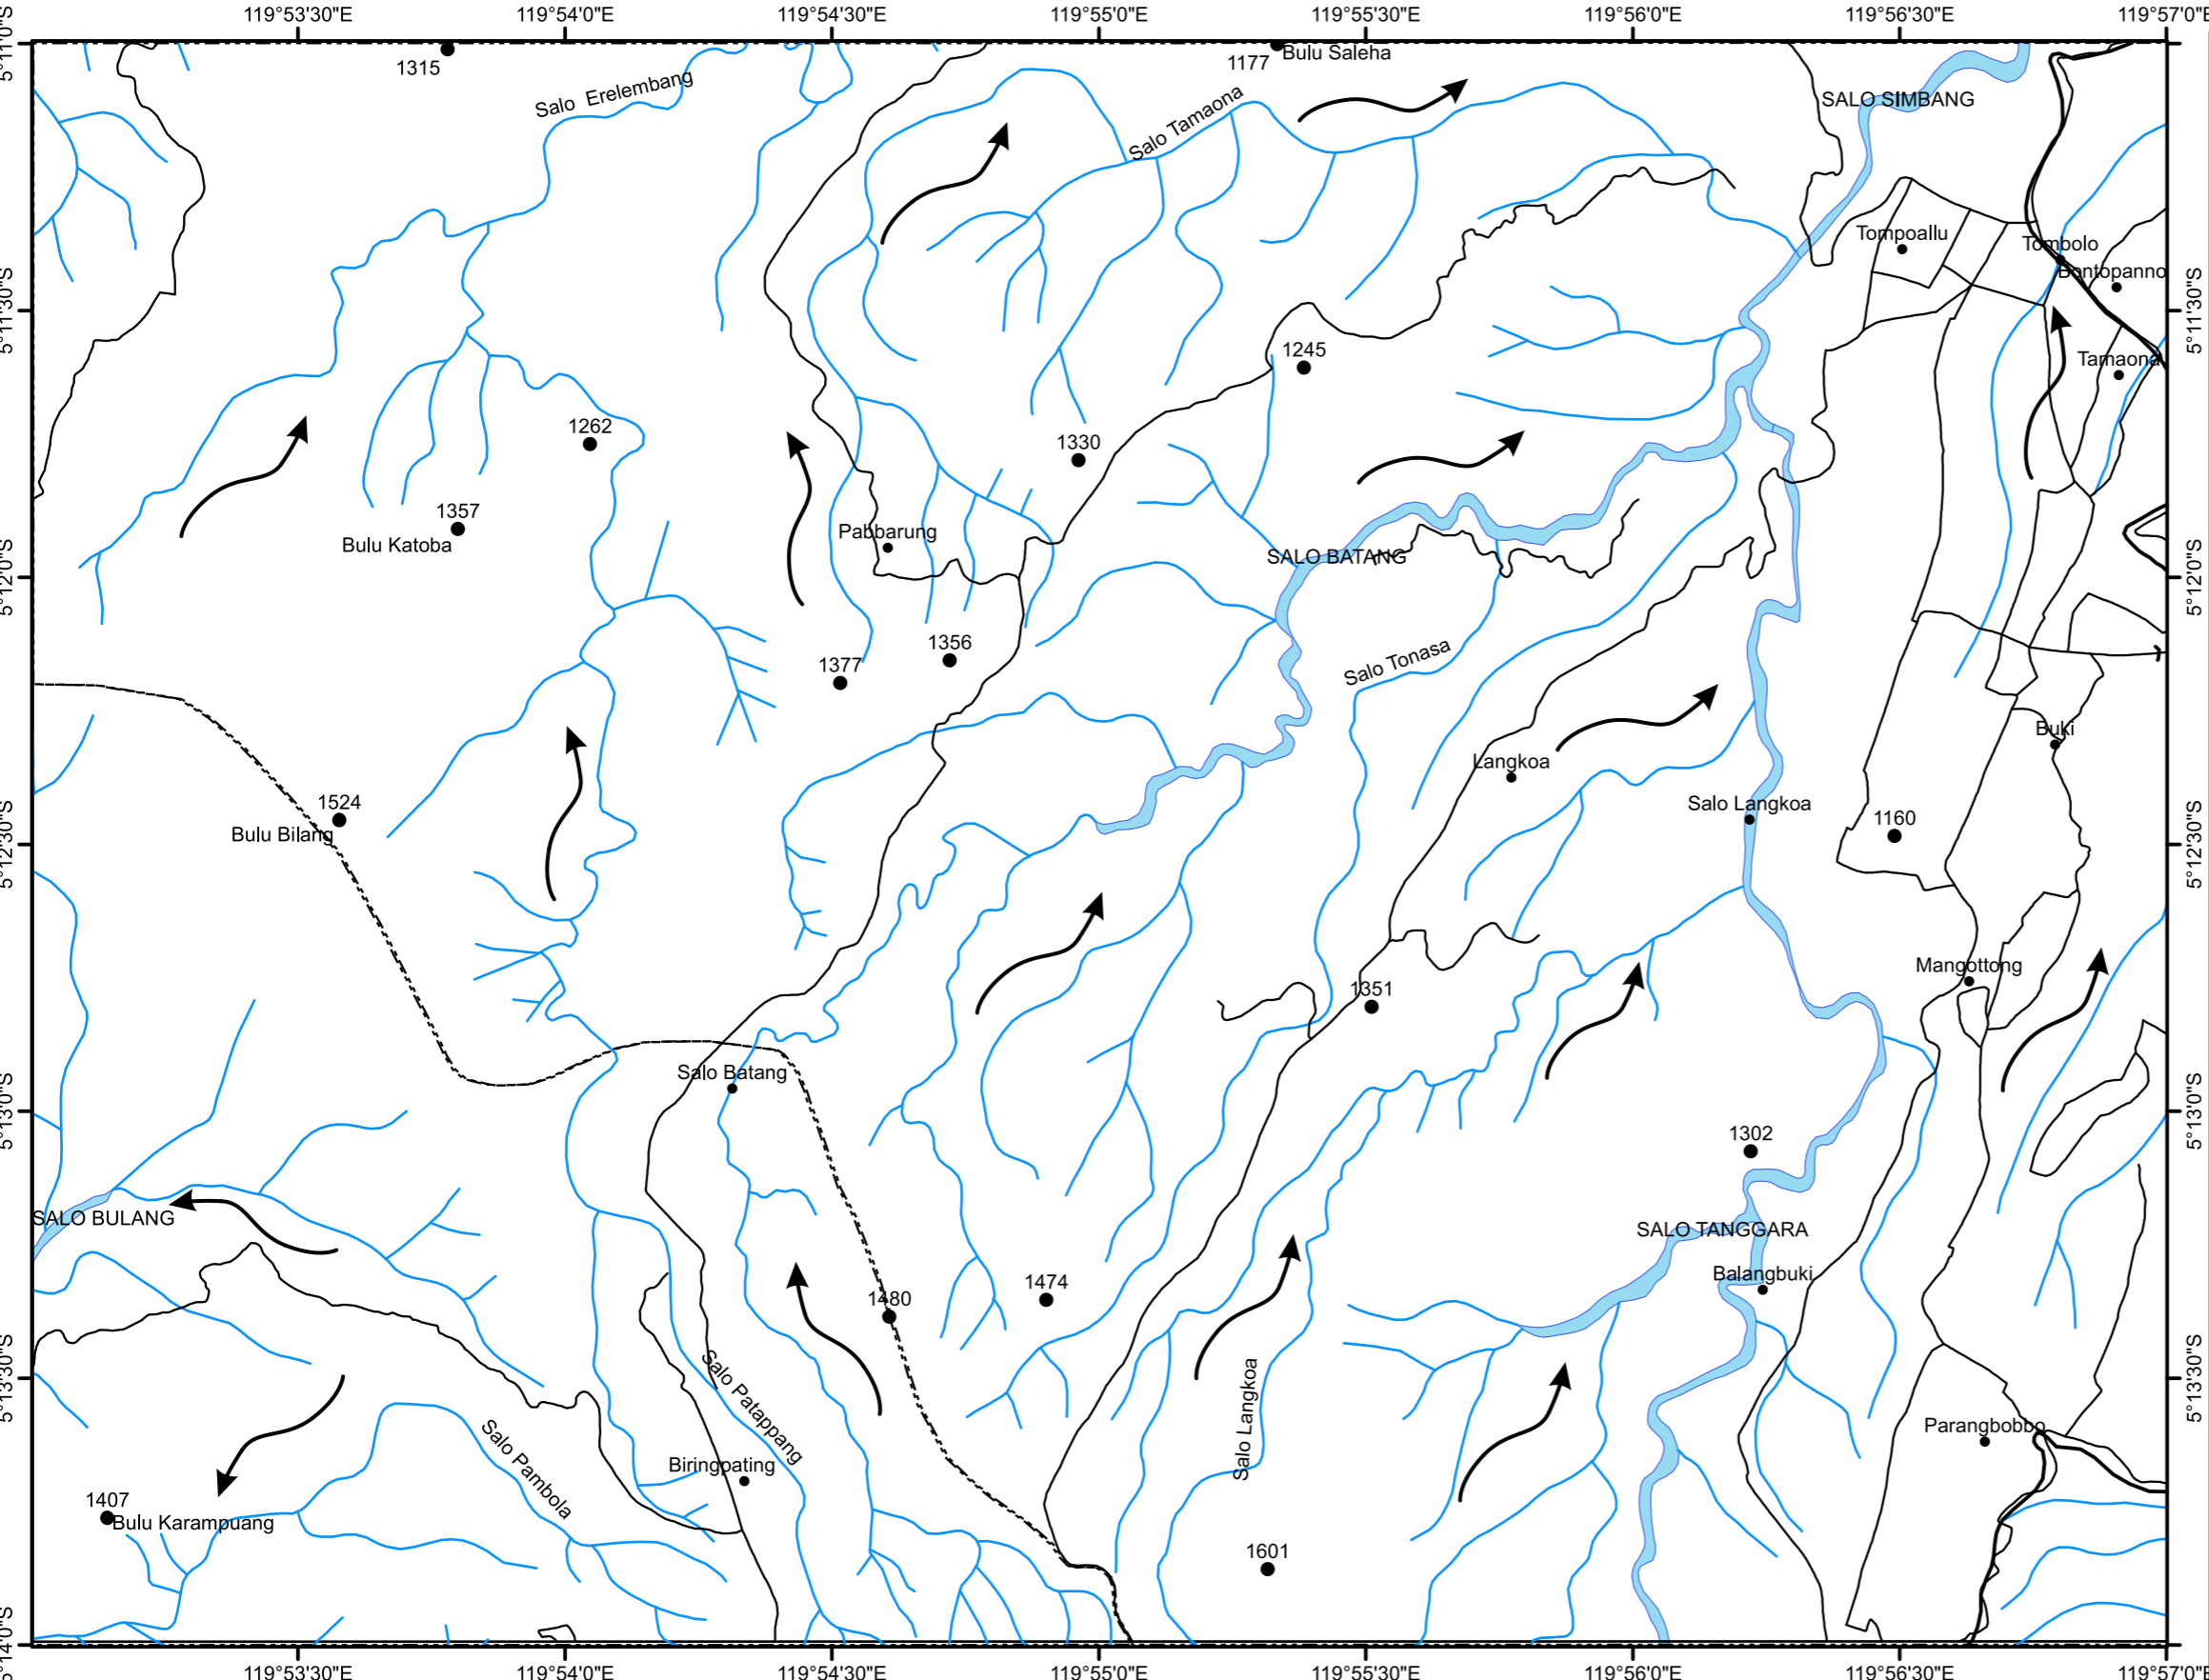 119°53'30"E 119°54'0"E 119°54'30"E 119°55'0"E 119°55'30"E 119°56'0"E 119°56'30"E 119°57'0"E
5°11'0"S
1315
1177
Bulu Saleha
Salo Erelembang
Salo Tamaona
SALO SIMBANG
Tompoallu
Tombolo
Bontopanno
5°11'30"S
5°11'30"S
1245
Tamaona
1262
1330
1357
Bulu Katoba
Pabbarung
SALO BATANG
5°12'0"S
5°12'0"S
1356
1377
Salo Tonasa
Buki
Langkoa
1524
Bulu Bilang
Salo Langkoa
1160
5°12'30"S
5°12'30"S
Mangottong
1351
Salo Batang
5°13'0"S
5°13'0"S
1302
SALO BULANG
SALO TANGGARA
Balangbuki
1474
1480
5°13'30"S
5°13'30"S
Salo Patappang
Salo Langkoa
Salo Pambola
Parangbobbo
Biringpating
1407
Bulu Karampuang
1601
5°14'0"S
119°53'30"E 119°54'0"E 119°54'30"E 119°55'0"E 119°55'30"E 119°56'0"E 119°56'30"E 119°57'0"E